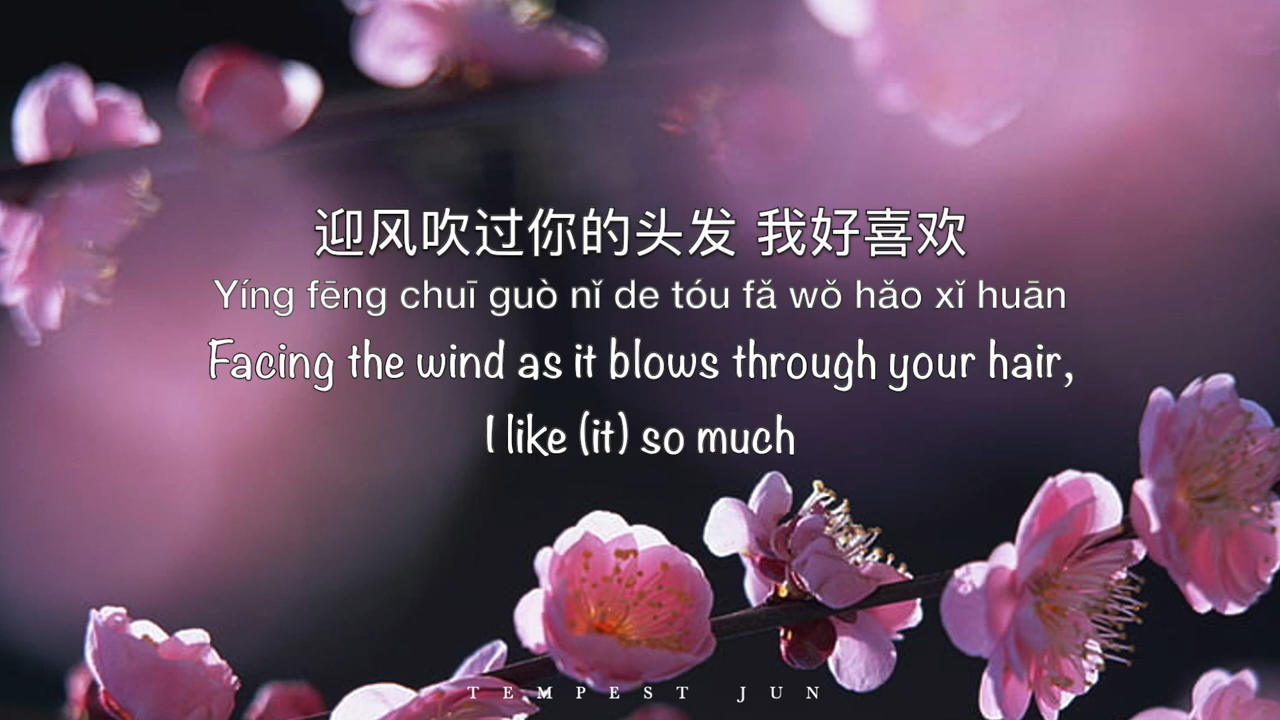 迎风吹过你的头发 我好喜欢
Yíng fēng chuī guò nǐ de tóu fǎ wǒ hǎo xǐ huān
Facing the wind as it blows through your hair,
I like (it) so much
TEMPEST JUN